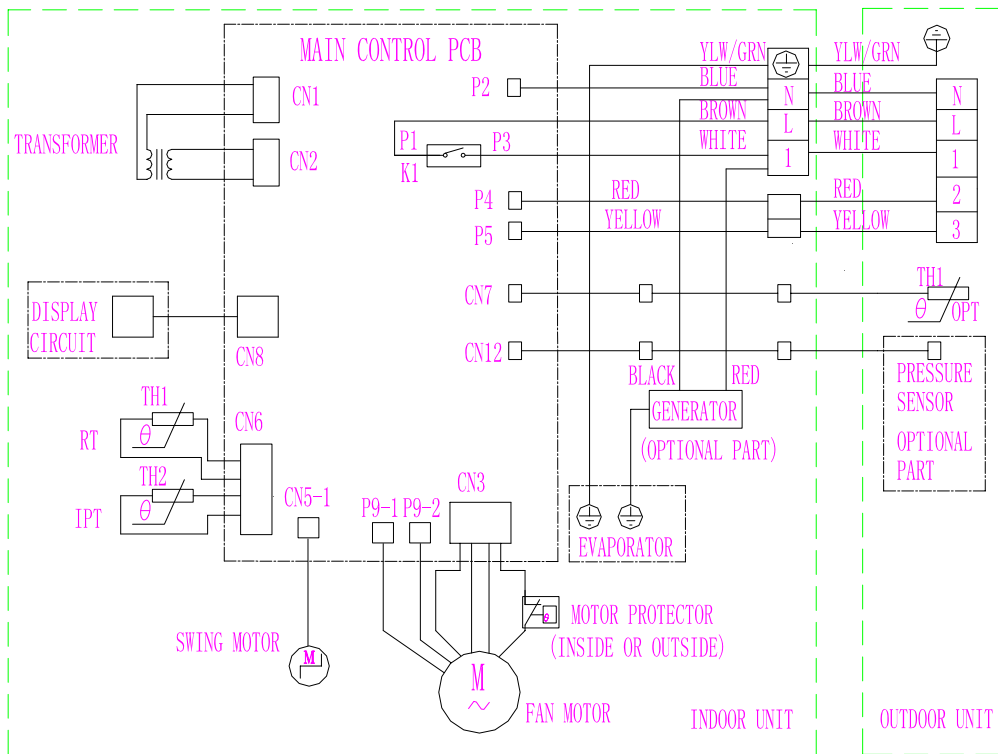 MAIN CONTROL PCB
YLW/GRN
YLW/GRN
P2
BLUE
N
BLUE
N
CN1
BROWN
L
BROWN
L
TRANSFORMER
CN2
P1
K1
P3
WHITE
1
WHITE
1
P4
RED
RED
2
P5
YELLOW
YELLOW
3
CN7
TH1
θ
OPT
DISPLAY
CIRCUIT
CN8
CN12
BLACK
RED
PRESSURE
SENSOR
OPTIONAL
PART
GENERATOR
(OPTIONAL PART)
TH1
θ
RT
CN6
TH2
θ
IPT
CN5-1
P9-1
P9-2
CN3
EVAPORATOR
θ
MOTOR PROTECTOR
(INSIDE OR OUTSIDE)
SWING MOTOR
M
M
~
FAN MOTOR
INDOOR UNIT
OUTDOOR UNIT